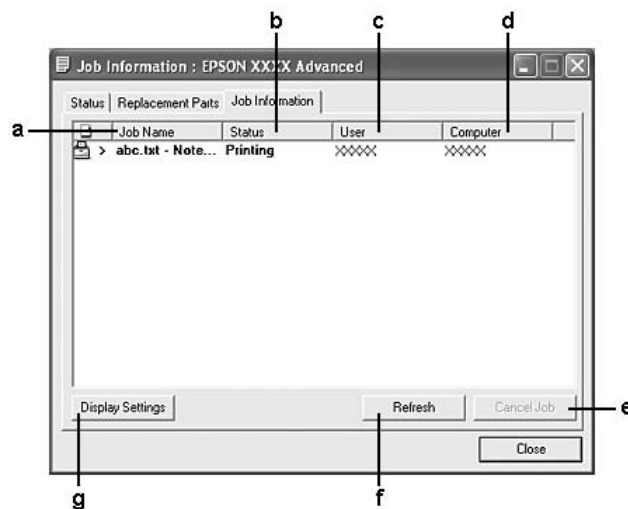 b c d
Job Information : EPSON XXXX Advanced
Status Replacement Parts Job Information
a Job Name Status User Computer
> abc.txt - Note... Printing XXXXX XXXXX
Display Settings Refresh Cancel Job e
Close
g f